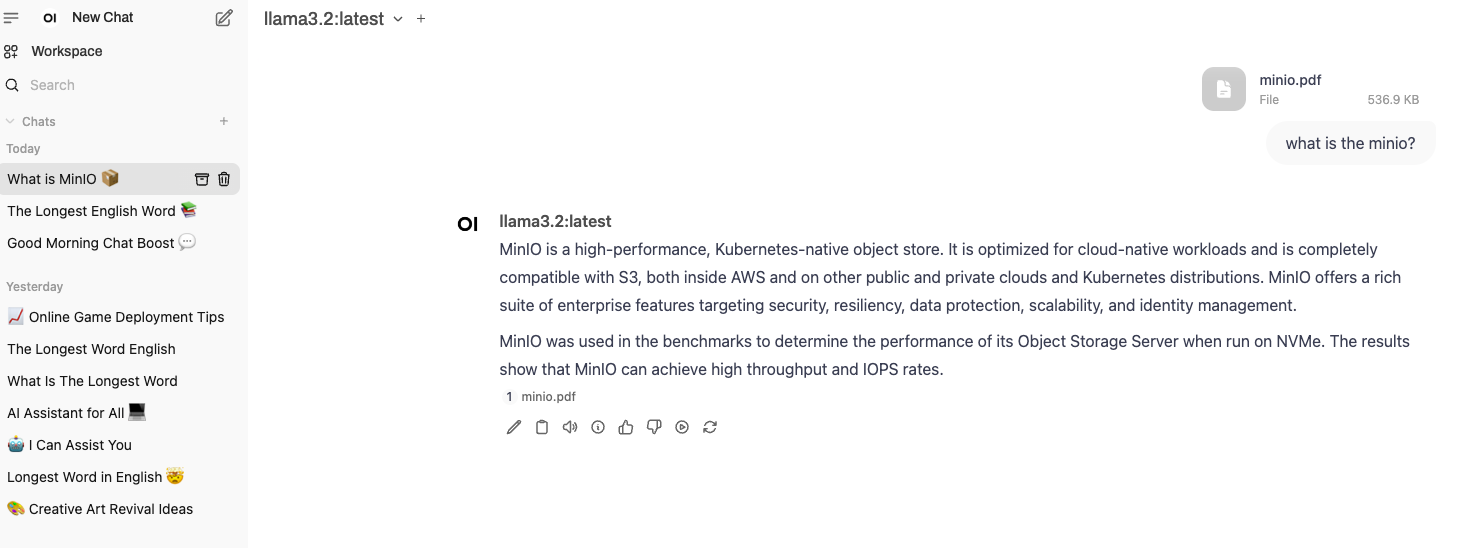 OI New Chat
Workspace
Search
Chats
Today
What is MinIO 📦
The Longest English Word 📚
Good Morning Chat Boost 💬
Yesterday
📈 Online Game Deployment Tips
The Longest Word English
What Is The Longest Word
AI Assistant for All 💻
🤖 I Can Assist You
Longest Word in English 🤯
🎨 Creative Art Revival Ideas
llama3.2:latest
minio.pdf
File 536.9 KB
what is the minio?
OI llama3.2:latest
MinIO is a high-performance, Kubernetes-native object store. It is optimized for cloud-native workloads and is completely
compatible with S3, both inside AWS and on other public and private clouds and Kubernetes distributions. MinIO offers a rich
suite of enterprise features targeting security, resiliency, data protection, scalability, and identity management.
MinIO was used in the benchmarks to determine the performance of its Object Storage Server when run on NVMe. The results
show that MinIO can achieve high throughput and IOPS rates.
1 minio.pdf